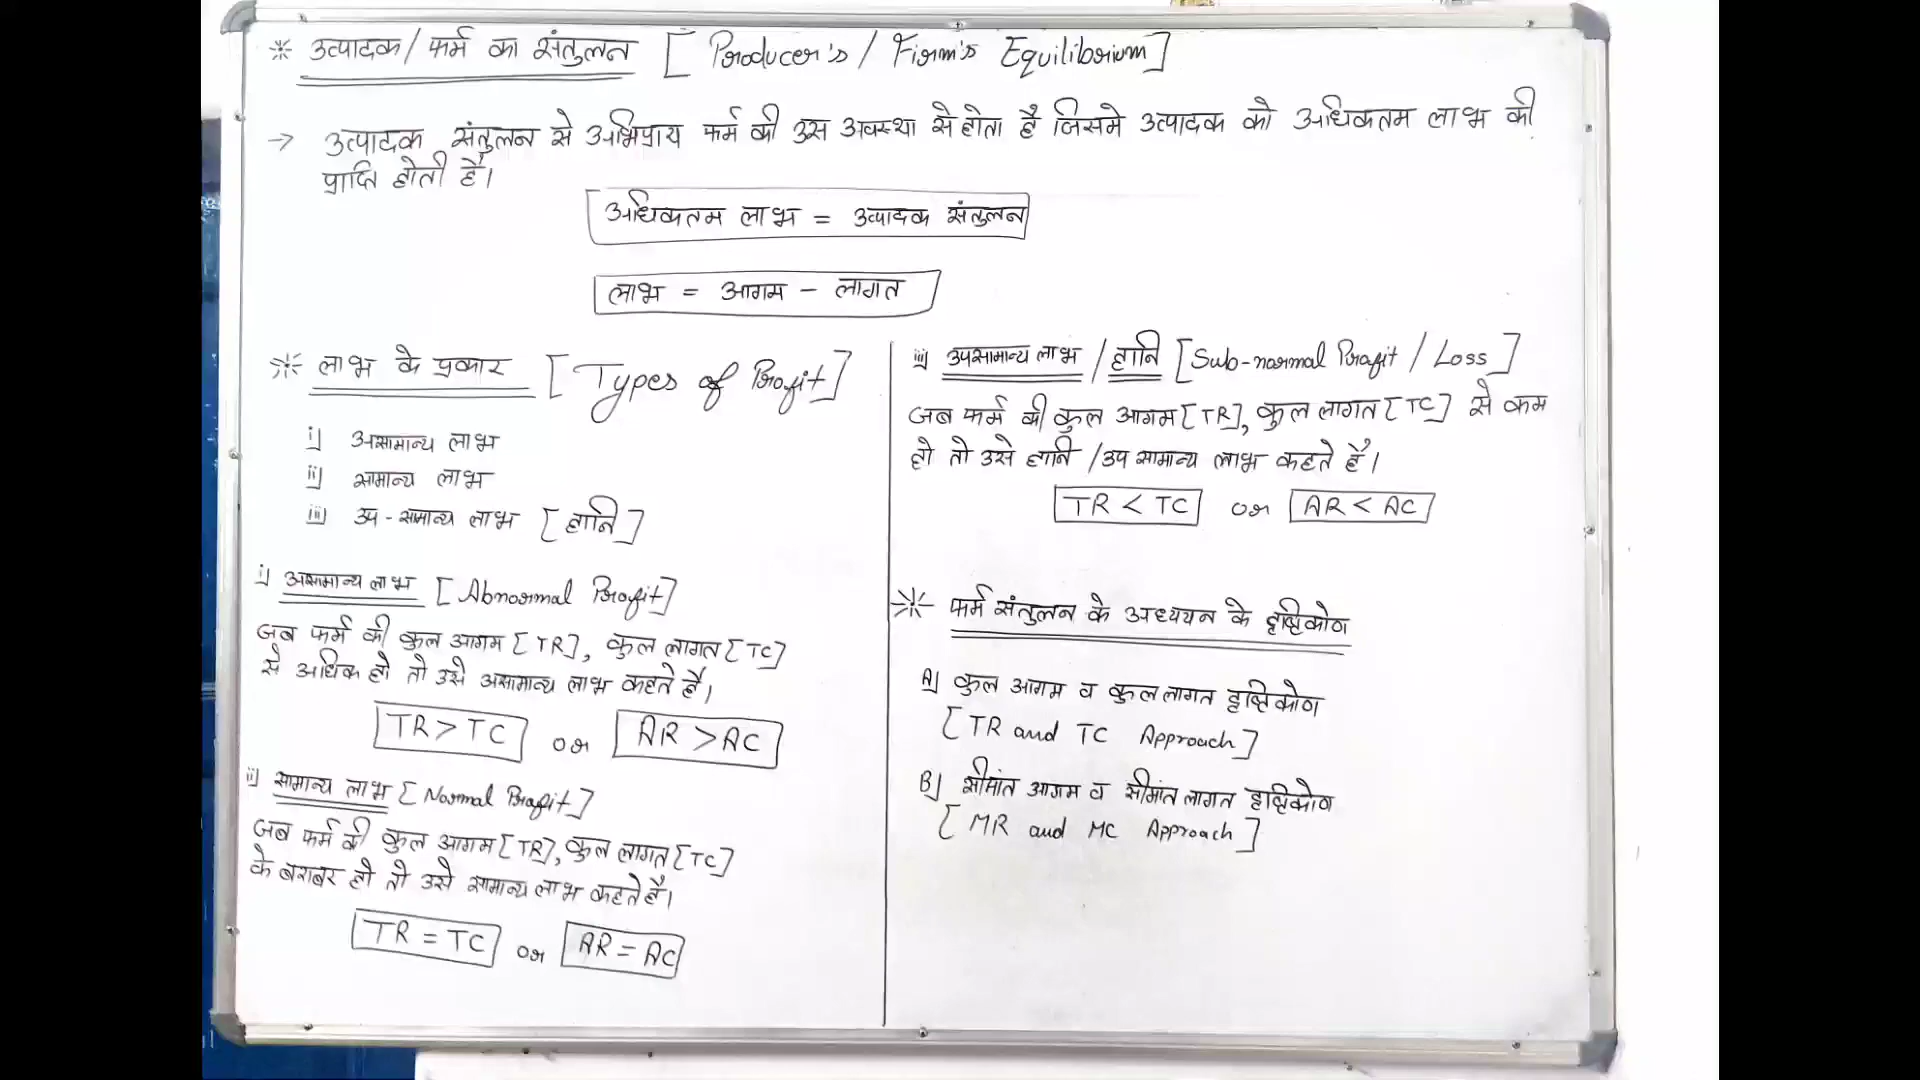 * उत्पादक / फर्म का संतुलन [ Producer's / Firm's Equilibrium ]
→ उत्पादक संतुलन से अभिप्राय फर्म की उस अवस्था से होता है जिसमे उत्पादक को अधिकतम लाभ की
प्राप्ति होती है।
अधिकतम लाभ = उत्पादक संतुलन
लाभ = आगम - लागत
* लाभ के प्रकार [ Types of Profit ]
i] असामान्य लाभ
ii] सामान्य लाभ
iii] उप - सामान्य लाभ [ हानि ]
i] असामान्य लाभ [ Abnormal Profit ]
जब फर्म की कुल आगम [ TR ], कुल लागत [ TC ]
से अधिक हो तो उसे असामान्य लाभ कहते है।
TR > TC or AR > AC
ii] सामान्य लाभ [ Normal Profit ]
जब फर्म की कुल आगम [ TR ], कुल लागत [ TC ]
के बराबर हो तो उसे सामान्य लाभ कहते है।
TR = TC or AR = AC
iii] उपसामान्य लाभ / हानि [ Sub-normal Profit / Loss ]
जब फर्म की कुल आगम [ TR ], कुल लागत [ TC ] से कम
हो तो उसे हानि / उप सामान्य लाभ कहते है।
TR < TC or AR < AC
* फर्म संतुलन के अध्ययन के दृष्टिकोण
A] कुल आगम व कुल लागत दृष्टिकोण
[ TR and TC Approach ]
B] सीमांत आगम व सीमांत लागत दृष्टिकोण
[ MR and MC Approach ]